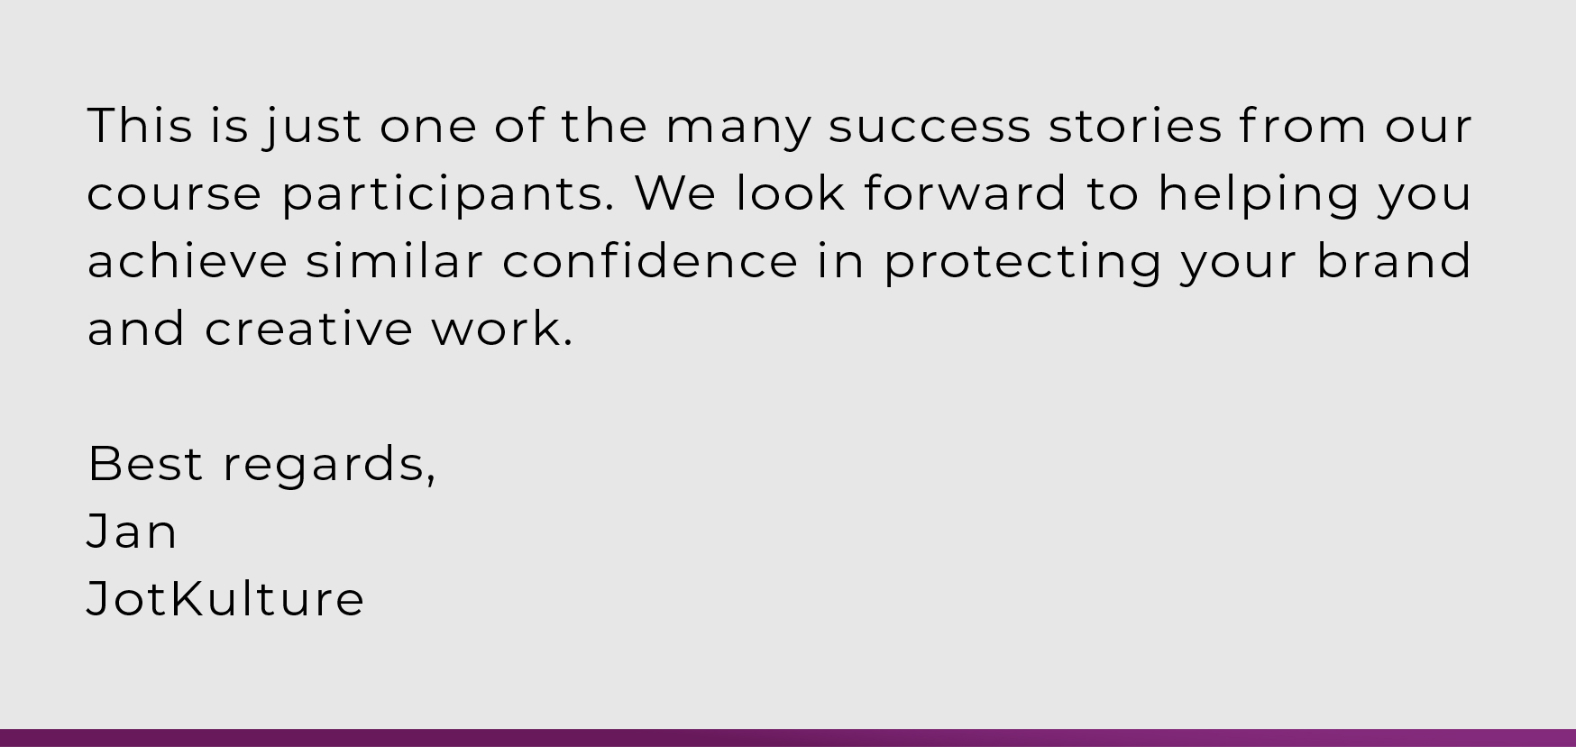 This is just one of the many success stories from our
course participants. We look forward to helping you
achieve similar confidence in protecting your brand
and creative work.
Best regards,
Jan
JotKulture